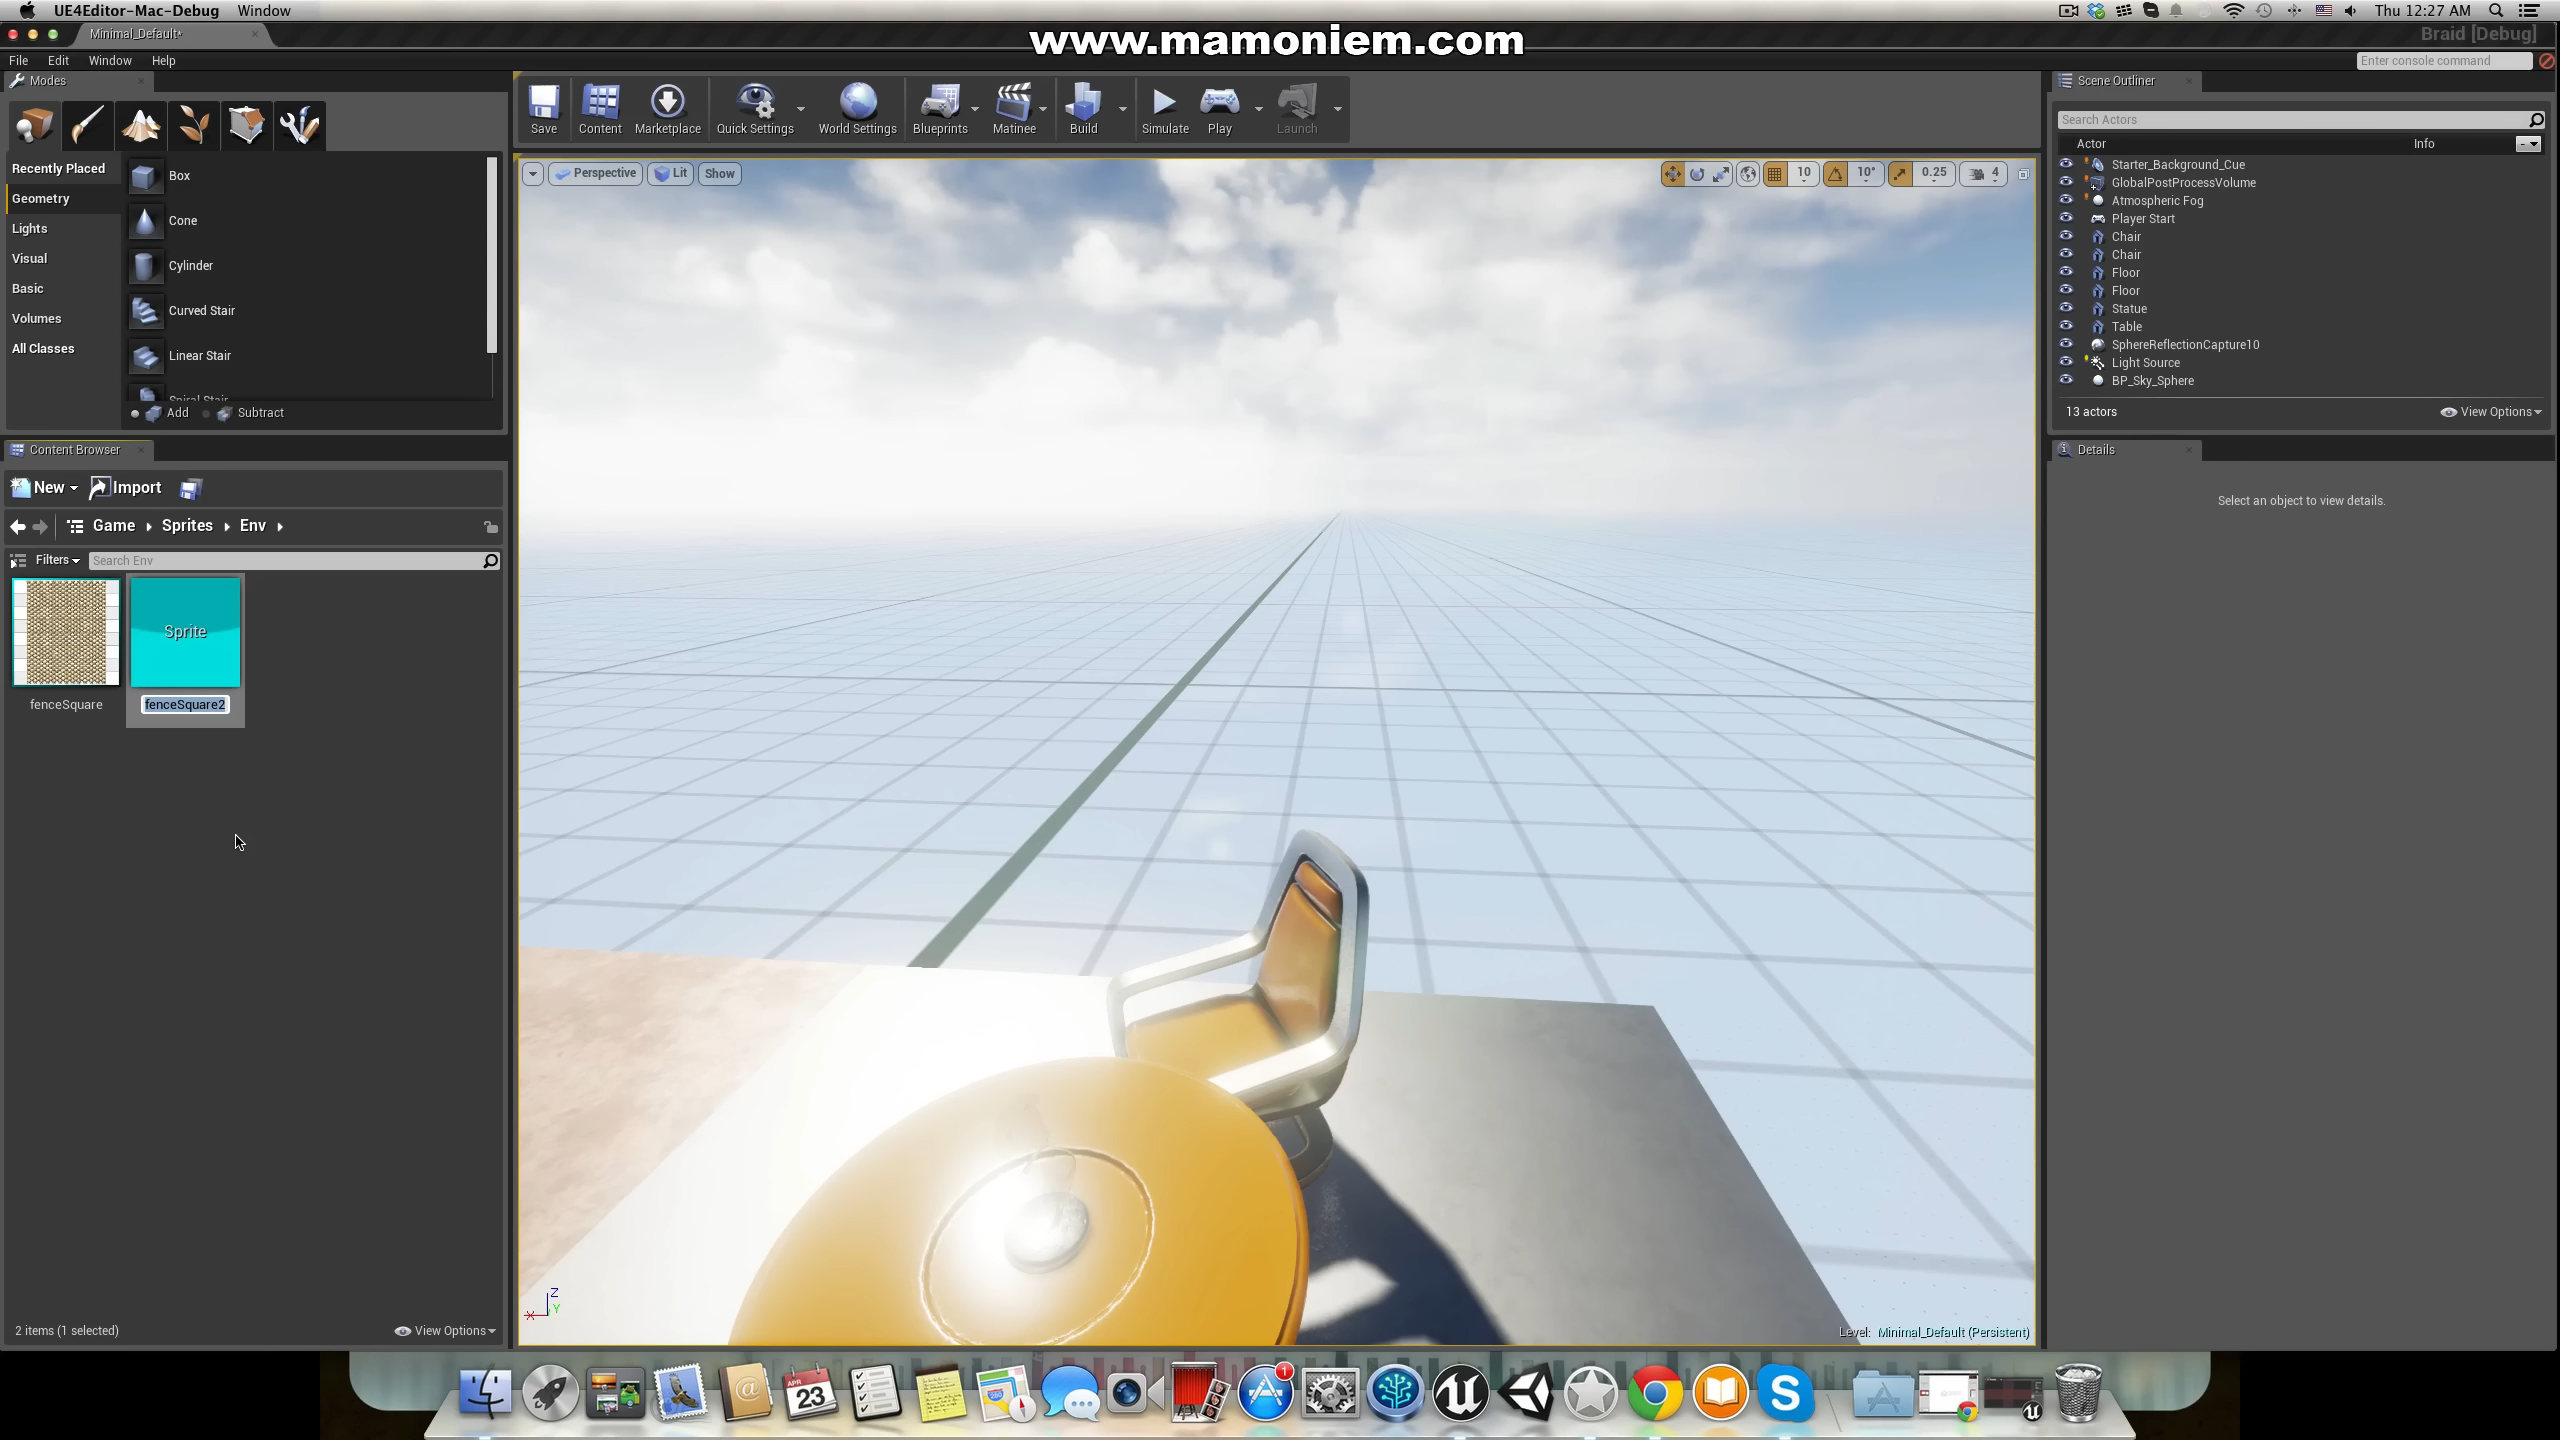 UE4Editor-Mac-Debug Window
Thu 12:27 AM
Minimal_Default*
www.mamoniem.com
Braid [Debug]
File Edit Window Help
Enter console command
Modes
Save
Content
Marketplace
Quick Settings
World Settings
Blueprints
Matinee
Build
Simulate
Play
Launch
Recently Placed
Geometry
Lights
Visual
Basic
Volumes
All Classes
Box
Cone
Cylinder
Curved Stair
Linear Stair
Spiral Stair
Add
Subtract
Perspective
Lit
Show
10
10°
0.25
4
Scene Outliner
Search Actors
Actor Info
Starter_Background_Cue
GlobalPostProcessVolume
Atmospheric Fog
Player Start
Chair
Chair
Floor
Floor
Statue
Table
SphereReflectionCapture10
Light Source
BP_Sky_Sphere
13 actors
View Options
Content Browser
New
Import
Game Sprites Env
Filters
Search Env
Sprite
fenceSquare
fenceSquare2
2 items (1 selected)
View Options
Details
Select an object to view details.
Z
X
Y
Level: Minimal_Default (Persistent)
APR
23
1